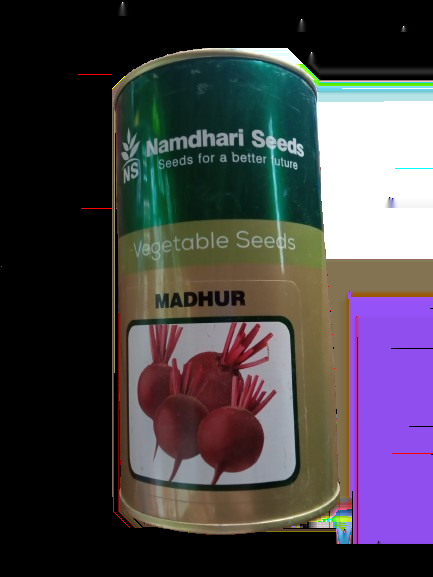 NS
Namdhari Seeds
Seeds for a better future
Vegetable Seeds
MADHUR